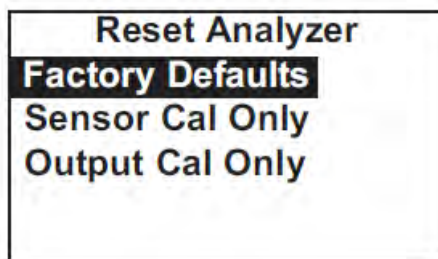 Reset Analyzer
Factory Defaults
Sensor Cal Only
Output Cal Only